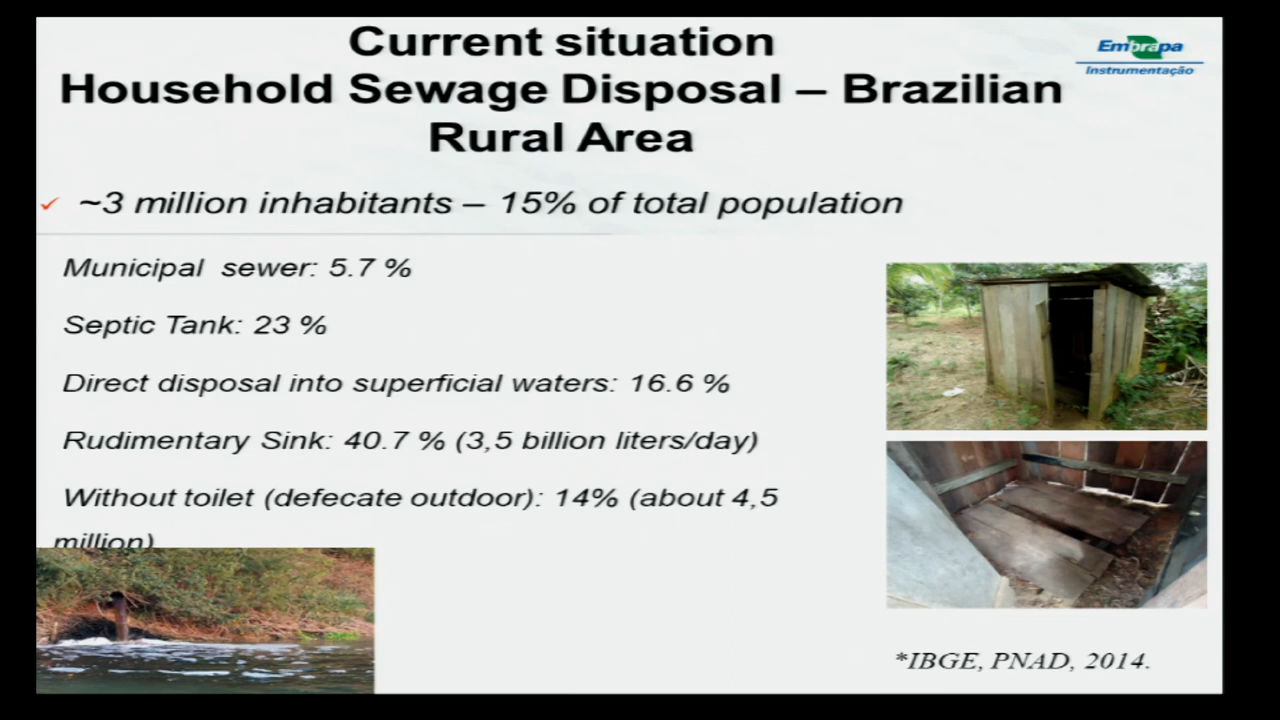 Current situation
Household Sewage Disposal – Brazilian
Rural Area
Embrapa
Instrumentação
✓ ~3 million inhabitants – 15% of total population
Municipal sewer: 5.7 %
Septic Tank: 23 %
Direct disposal into superficial waters: 16.6 %
Rudimentary Sink: 40.7 % (3,5 billion liters/day)
Without toilet (defecate outdoor): 14% (about 4,5
million)
*IBGE, PNAD, 2014.